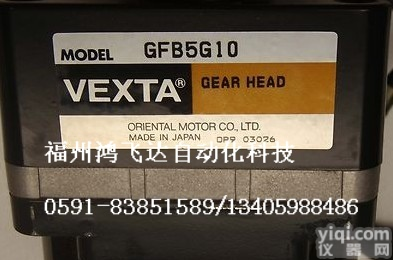 MODEL GFB5G10
VEXTA® GEAR HEAD
ORIENTAL MOTOR CO., LTD.
MADE IN JAPAN OP9 03026
福州鸿飞达自动化科技
0591-83851589/13405988486
yiqi.com
仪器网